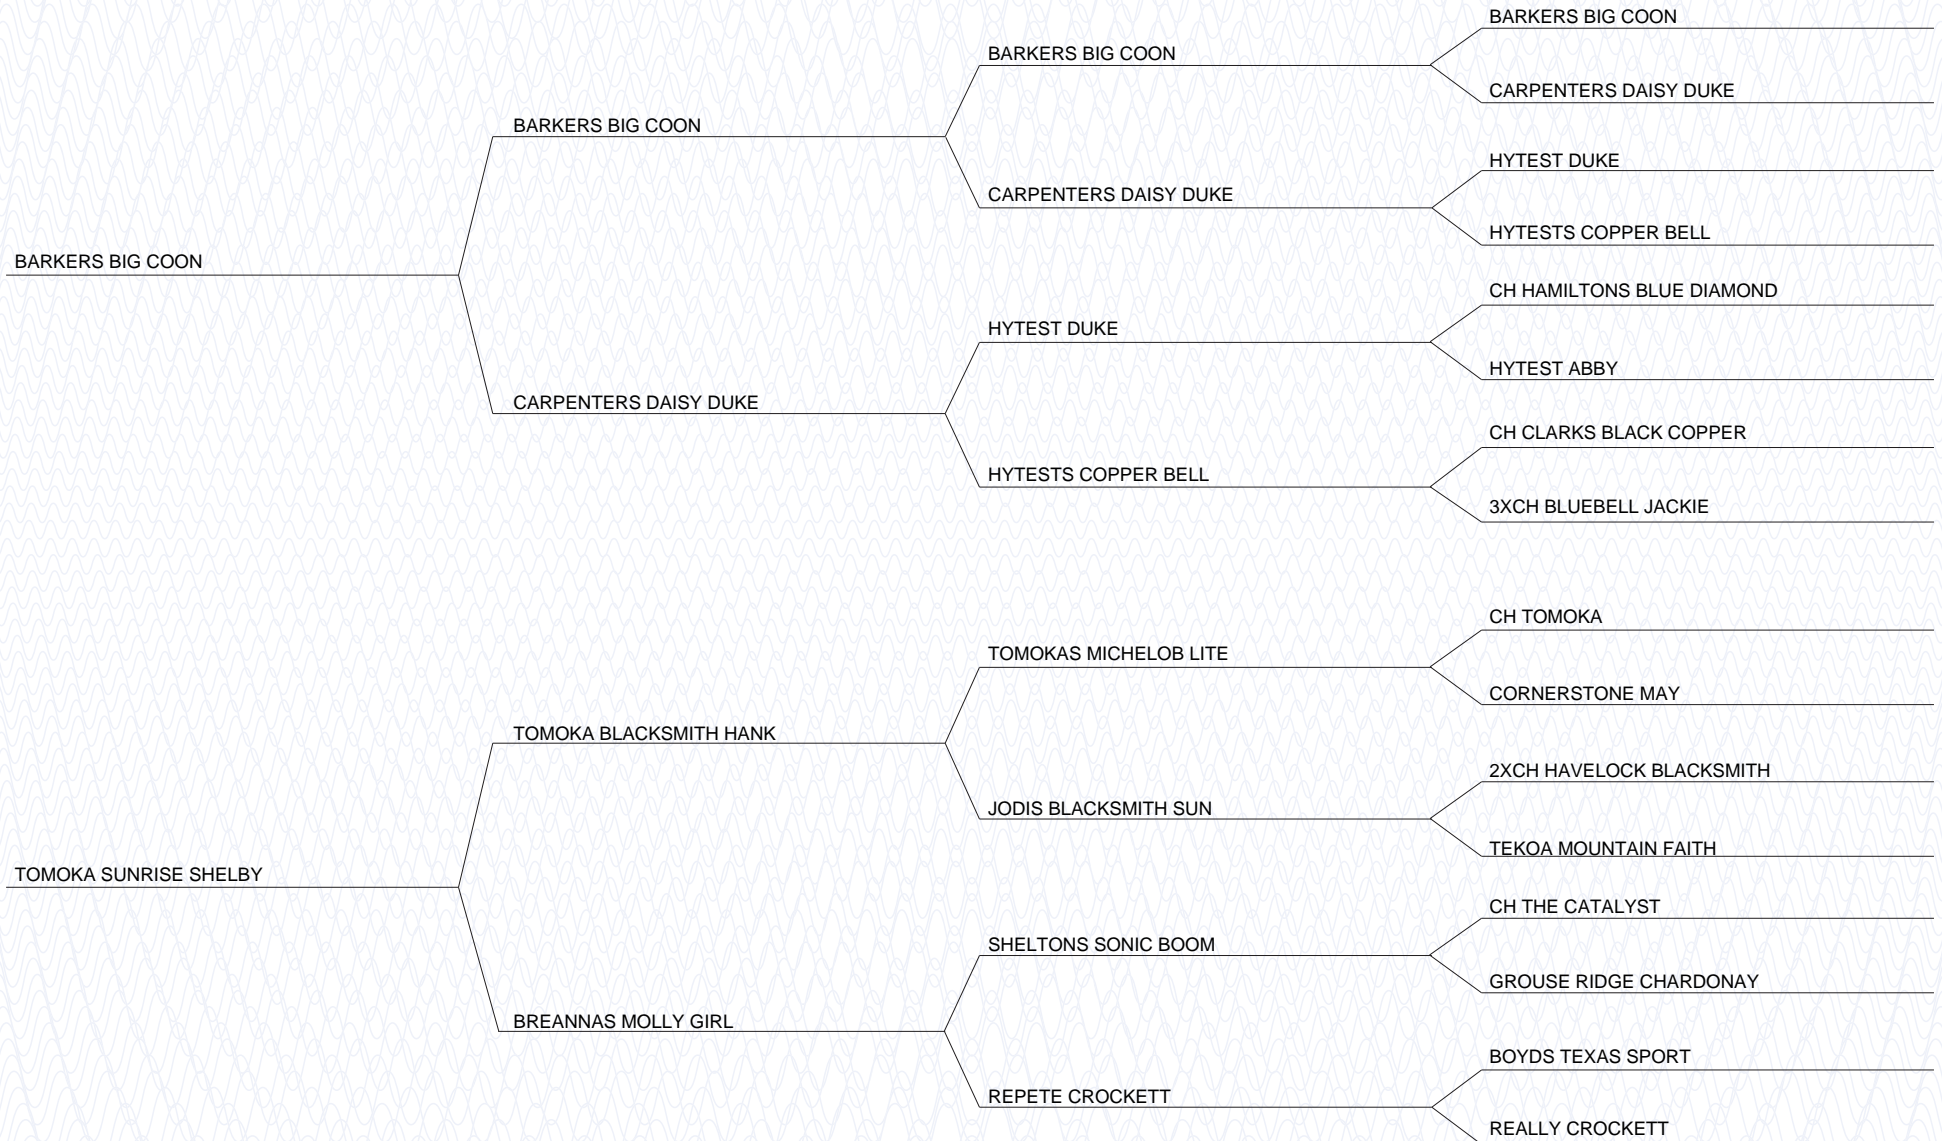 BARKERS BIG COON
BARKERS BIG COON
CARPENTERS DAISY DUKE
BARKERS BIG COON
CARPENTERS DAISY DUKE
HYTEST DUKE
HYTESTS COPPER BELL
BARKERS BIG COON
CARPENTERS DAISY DUKE
HYTEST DUKE
HYTESTS COPPER BELL
CH HAMILTONS BLUE DIAMOND
HYTEST ABBY
CH CLARKS BLACK COPPER
3XCH BLUEBELL JACKIE
TOMOKA SUNRISE SHELBY
TOMOKA BLACKSMITH HANK
BREANNAS MOLLY GIRL
TOMOKAS MICHELOB LITE
JODIS BLACKSMITH SUN
SHELTONS SONIC BOOM
REPETE CROCKETT
CH TOMOKA
CORNERSTONE MAY
2XCH HAVELOCK BLACKSMITH
TEKOA MOUNTAIN FAITH
CH THE CATALYST
GROUSE RIDGE CHARDONAY
BOYDS TEXAS SPORT
REALLY CROCKETT